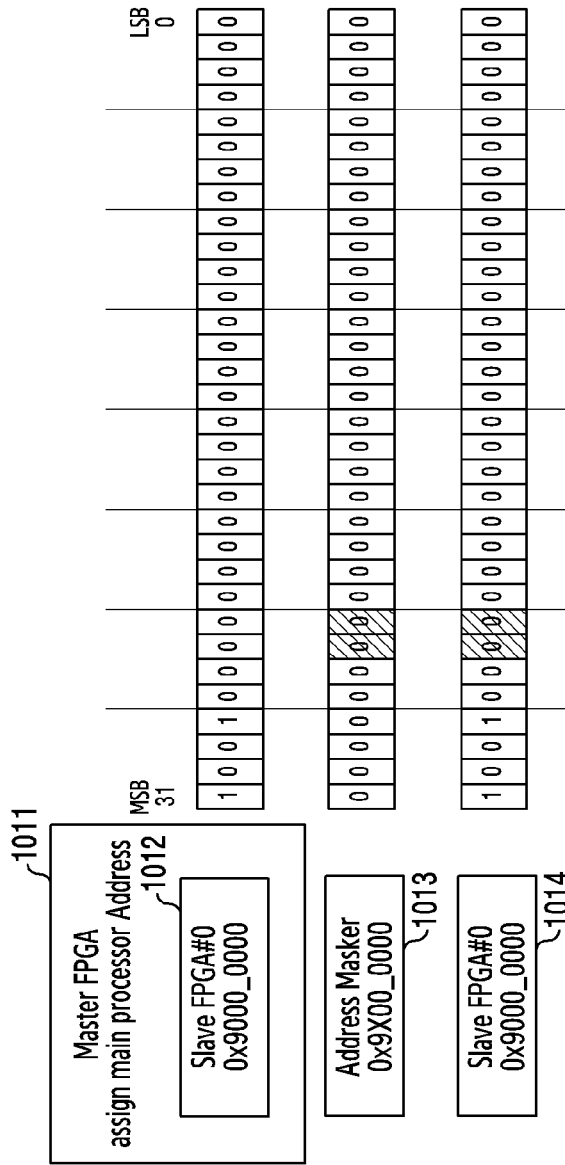 1011
MSB LSB
31 0
Master FPGA
assign main processor Address
1012
Slave FPGA#0
0x9000_0000
1 0 0 1 0 0 0 0 0 0 0 0 0 0 0 0 0 0 0 0 0 0 0 0 0 0 0 0 0 0 0 0
Address Masker
0x9X00_0000
1013
0 0 0 0 0 0 0 0 0 0 0 0 0 0 0 0 0 0 0 0 0 0 0 0 0 0 0 0 0 0 0 0
Slave FPGA#0
0x9000_0000
1014
1 0 0 1 0 0 0 0 0 0 0 0 0 0 0 0 0 0 0 0 0 0 0 0 0 0 0 0 0 0 0 0